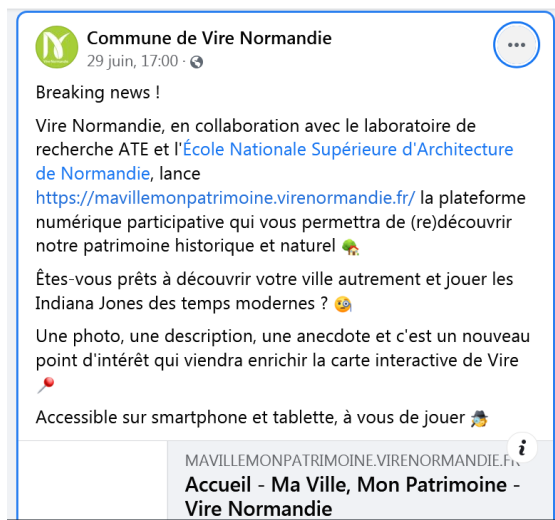 Commune de Vire Normandie
29 juin, 17:00 ·
Breaking news !
Vire Normandie, en collaboration avec le laboratoire de
recherche ATE et l'École Nationale Supérieure d'Architecture
de Normandie, lance
https://mavillemonpatrimoine.virenormandie.fr/ la plateforme
numérique participative qui vous permettra de (re)découvrir
notre patrimoine historique et naturel 🏡
Êtes-vous prêts à découvrir votre ville autrement et jouer les
Indiana Jones des temps modernes ? 🧐
Une photo, une description, une anecdote et c'est un nouveau
point d'intérêt qui viendra enrichir la carte interactive de Vire
📍
Accessible sur smartphone et tablette, à vous de jouer 🕵
MAVILLEMONPATRIMOINE.VIRENORMANDIE.FR
Accueil - Ma Ville, Mon Patrimoine -
Vire Normandie